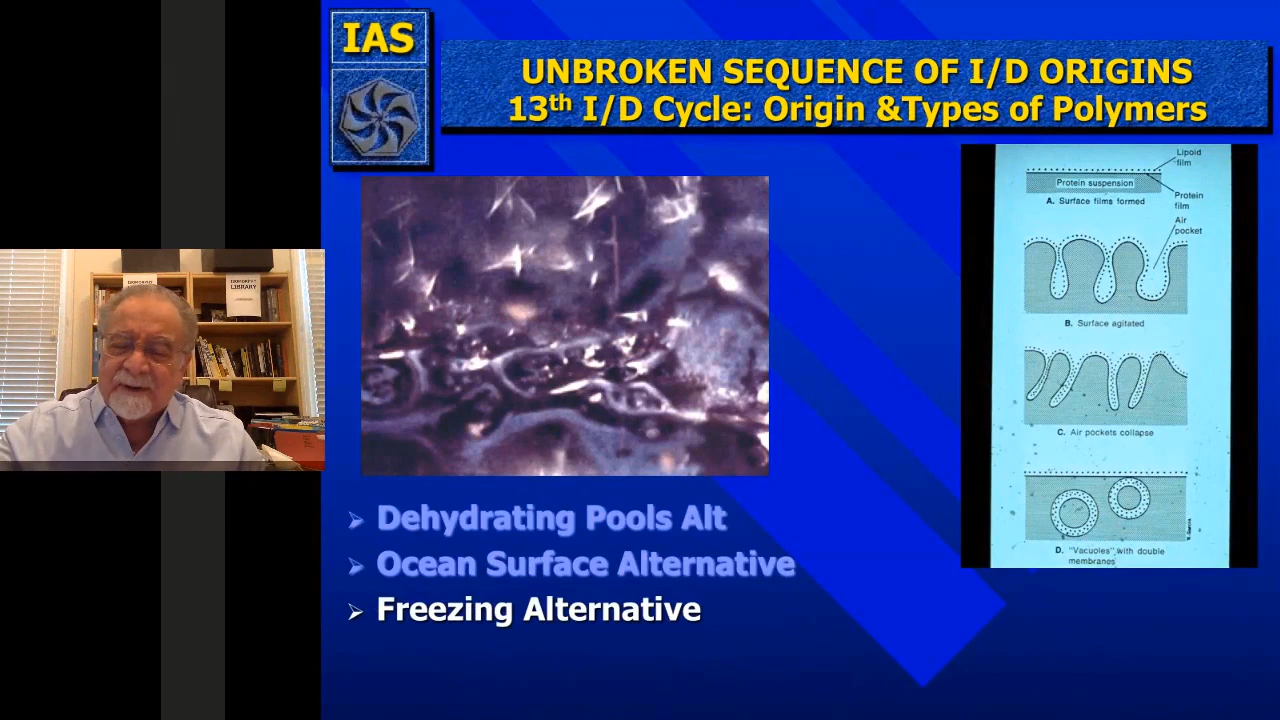 IAS
UNBROKEN SEQUENCE OF I/D ORIGINS
13th I/D Cycle: Origin &Types of Polymers
Lipoid
film
Protein suspension
A. Surface films formed
Protein
film
Air
pocket
B. Surface agitated
C. Air pockets collapse
D. "Vacuoles" with double
membranes
LIBRARY
➢ Dehydrating Pools Alt
➢ Ocean Surface Alternative
➢ Freezing Alternative